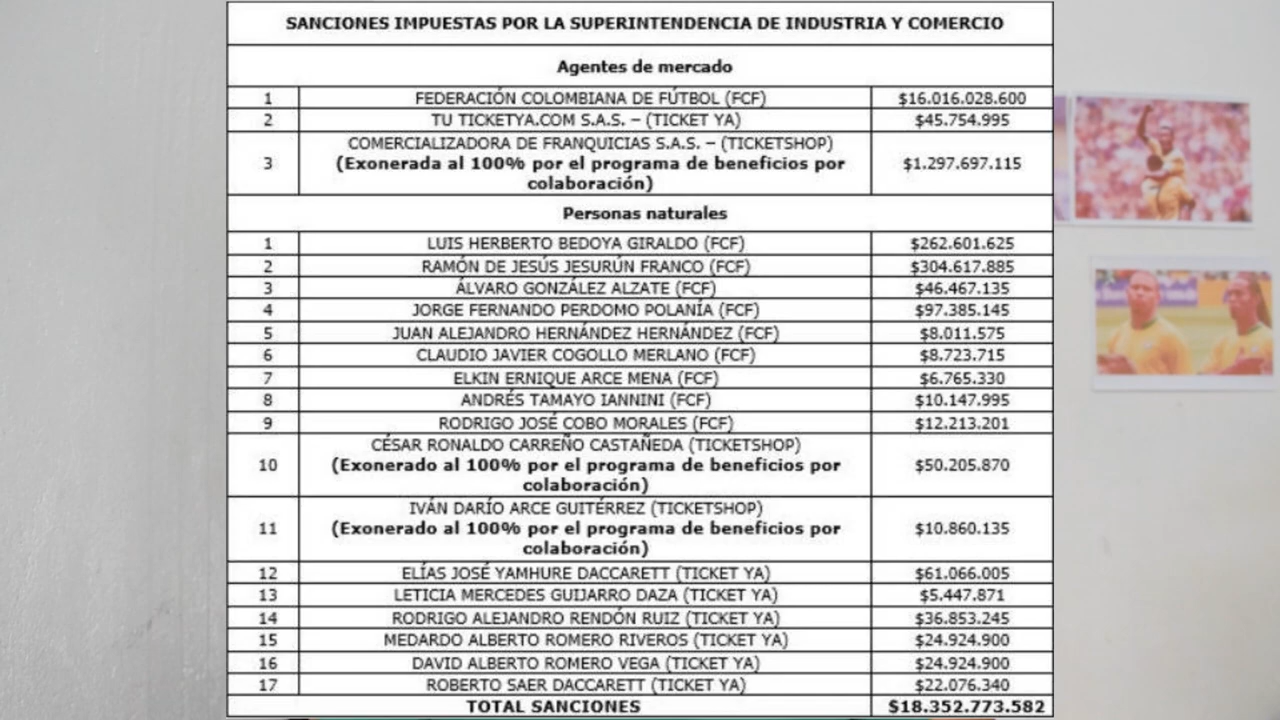 SANCIONES IMPUESTAS POR LA SUPERINTENDENCIA DE INDUSTRIA Y COMERCIO
Agentes de mercado
1 FEDERACIÓN COLOMBIANA DE FÚTBOL (FCF) $16.016.028.600
2 TU TICKETYA.COM S.A.S. – (TICKET YA) $45.754.995
COMERCIALIZADORA DE FRANQUICIAS S.A.S. – (TICKETSHOP)
3 (Exonerada al 100% por el programa de beneficios por $1.297.697.115
colaboración)
Personas naturales
1 LUIS HERBERTO BEDOYA GIRALDO (FCF) $262.601.625
2 RAMÓN DE JESÚS JESURÚN FRANCO (FCF) $304.617.885
3 ÁLVARO GONZÁLEZ ALZATE (FCF) $46.467.135
4 JORGE FERNANDO PERDOMO POLANÍA (FCF) $97.385.145
5 JUAN ALEJANDRO HERNÁNDEZ HERNÁNDEZ (FCF) $8.011.575
6 CLAUDIO JAVIER COGOLLO MERLANO (FCF) $8.723.715
7 ELKIN ERNIQUE ARCE MENA (FCF) $6.765.330
8 ANDRÉS TAMAYO IANNINI (FCF) $10.147.995
9 RODRIGO JOSÉ COBO MORALES (FCF) $12.213.201
CÉSAR RONALDO CARREÑO CASTAÑEDA (TICKETSHOP)
10 (Exonerado al 100% por el programa de beneficios por $50.205.870
colaboración)
IVÁN DARÍO ARCE GUITÉRREZ (TICKETSHOP)
11 (Exonerado al 100% por el programa de beneficios por $10.860.135
colaboración)
12 ELÍAS JOSÉ YAMHURE DACCARETT (TICKET YA) $61.066.005
13 LETICIA MERCEDES GUIJARRO DAZA (TICKET YA) $5.447.871
14 RODRIGO ALEJANDRO RENDÓN RUIZ (TICKET YA) $36.853.245
15 MEDARDO ALBERTO ROMERO RIVEROS (TICKET YA) $24.924.900
16 DAVID ALBERTO ROMERO VEGA (TICKET YA) $24.924.900
17 ROBERTO SAER DACCARETT (TICKET YA) $22.076.340
TOTAL SANCIONES $18.352.773.582